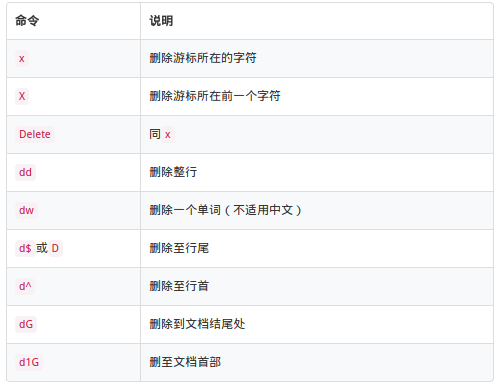 命令 说明
x 删除游标所在的字符
X 删除游标所在前一个字符
Delete 同 x
dd 删除整行
dw 删除一个单词（不适用中文）
d$ 或 D 删除至行尾
d^ 删除至行首
dG 删除到文档结尾处
d1G 删至文档首部